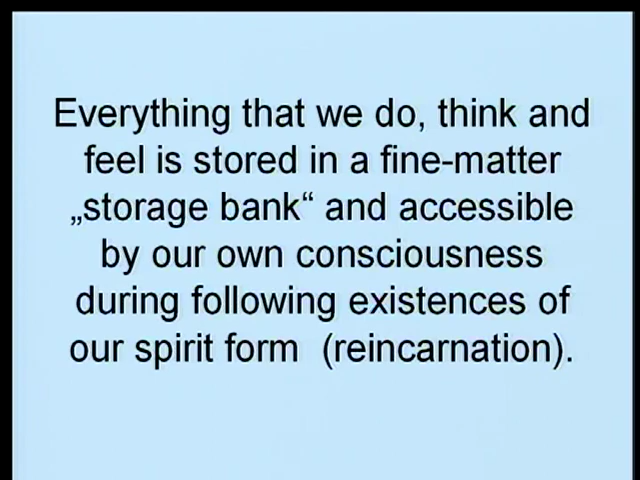 Everything that we do, think and
feel is stored in a fine-matter
„storage bank“ and accessible
by our own consciousness
during following existences of
our spirit form  (reincarnation).